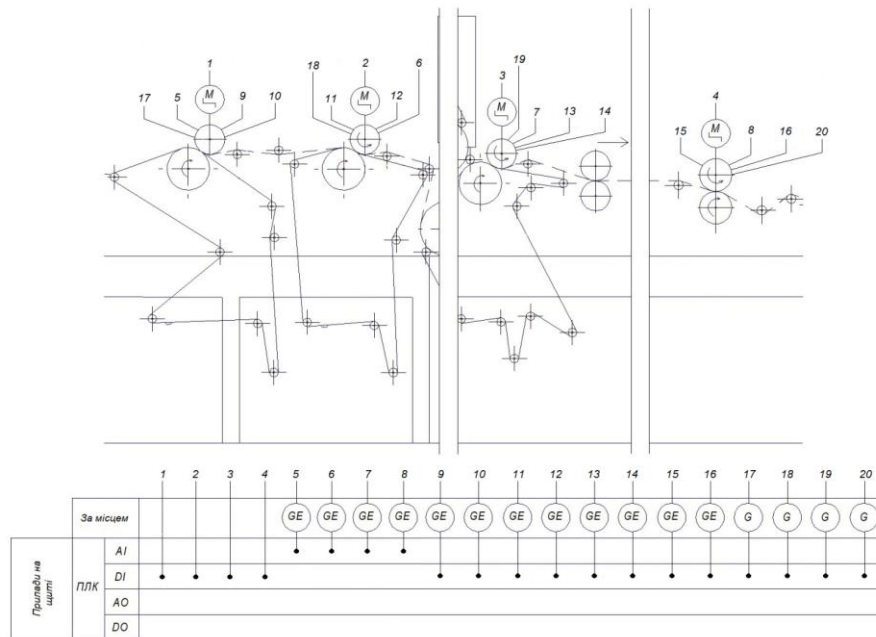 1
2
3
4
19
18
6
17
5
9
10
11
12
7
13
14
15
8
16
20
M
M
M
M
1 2 3 4 5 6 7 8 9 10 11 12 13 14 15 16 17 18 19 20
За місцем GE GE GE GE GE GE GE GE GE GE GE GE G G G G
Прилади на щиті
ПЛК
AI
DI
AO
DO